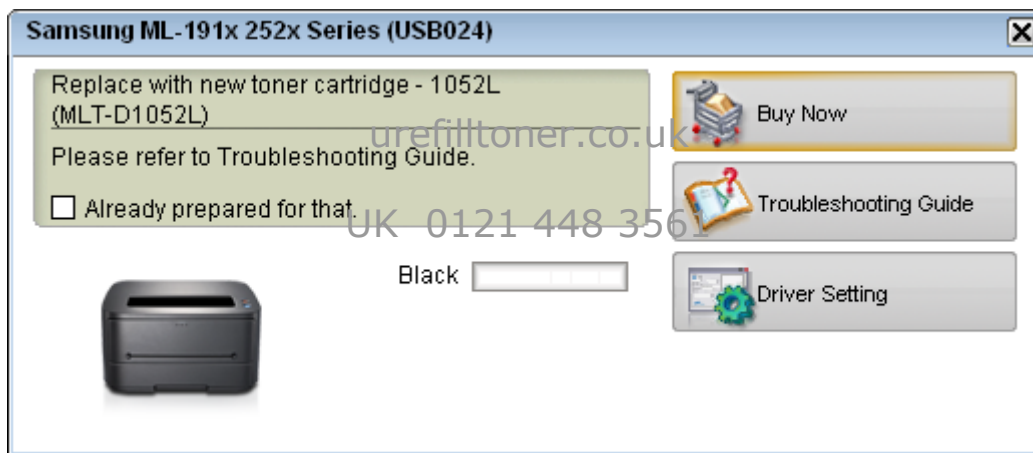 Samsung ML-191x 252x Series (USB024)
Replace with new toner cartridge - 1052L
(MLT-D1052L)
Please refer to Troubleshooting Guide.
Already prepared for that.
Black
Buy Now
Troubleshooting Guide
Driver Setting
urefilltoner.co.uk
UK 0121 448 3561